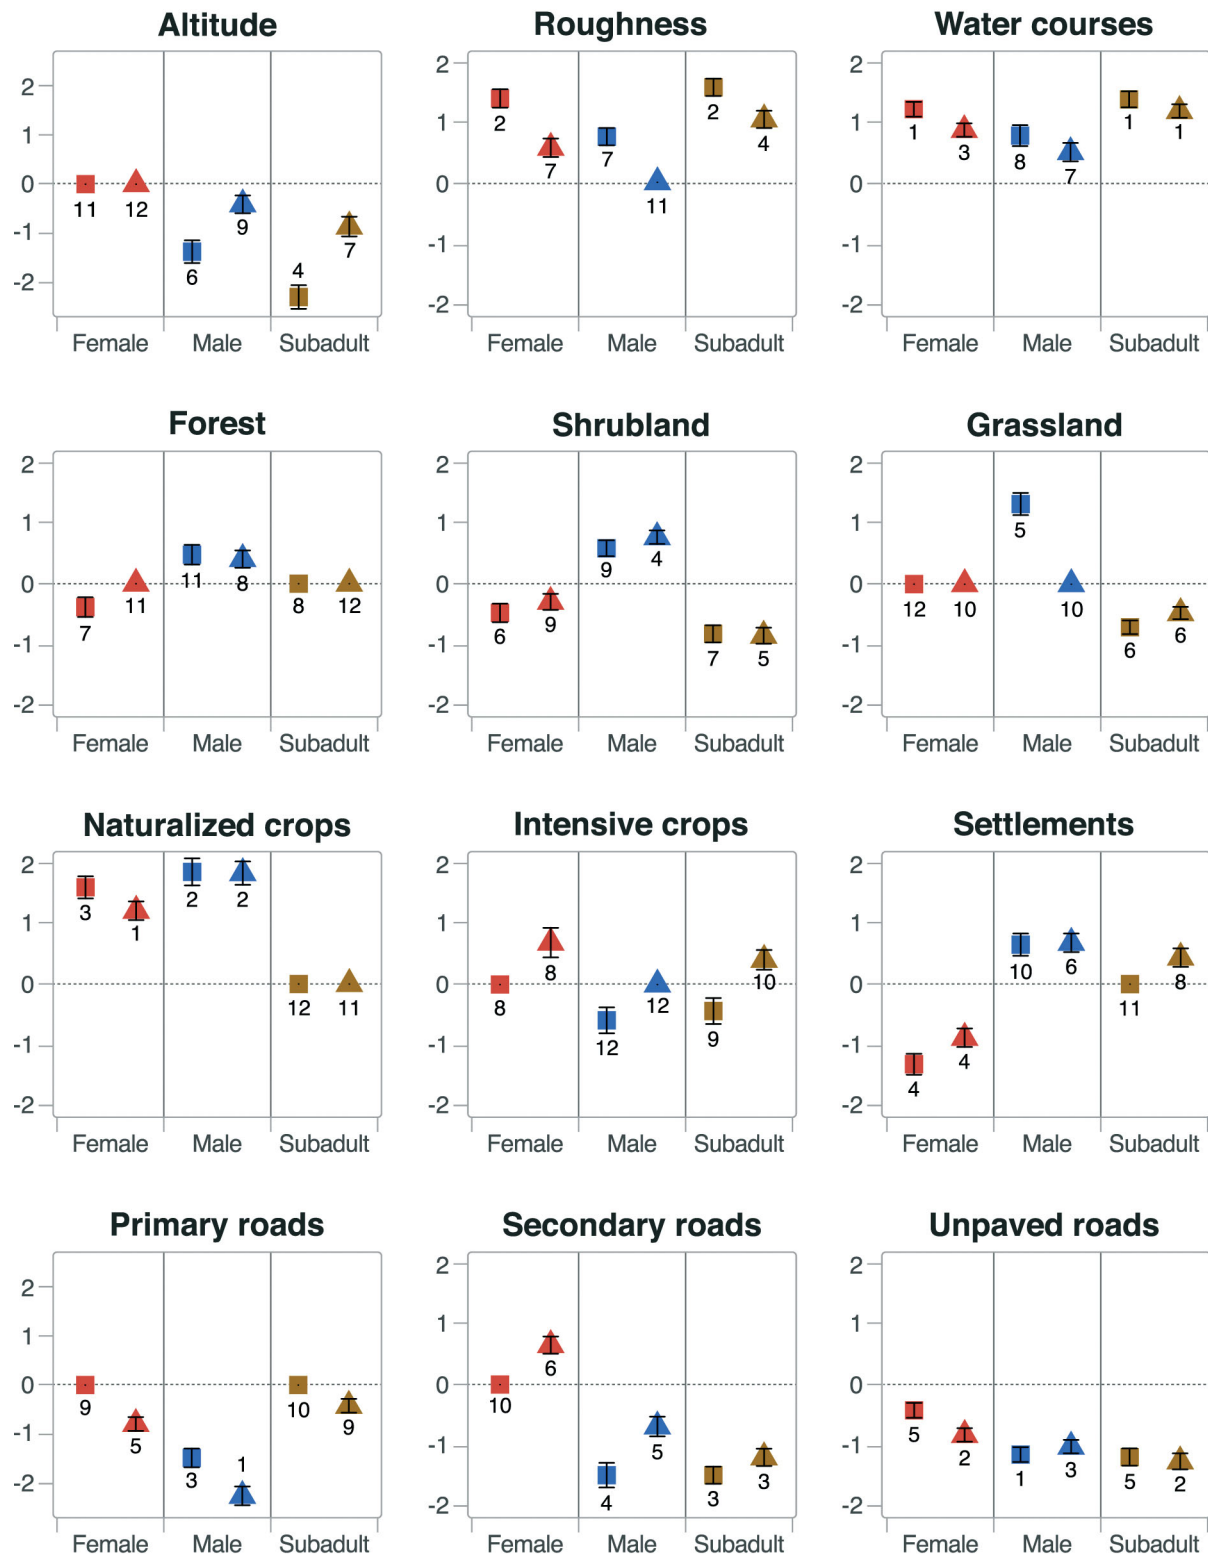 Altitude
2
1
0
-1
-2
11
12
6
9
4
7
Female
Male
Subadult
Roughness
2
1
0
-1
-2
2
7
7
11
2
4
Female
Male
Subadult
Water courses
2
1
0
-1
-2
1
3
8
7
1
1
Female
Male
Subadult
Forest
2
1
0
-1
-2
7
11
11
8
8
12
Female
Male
Subadult
Shrubland
2
1
0
-1
-2
6
9
9
4
7
5
Female
Male
Subadult
Grassland
2
1
0
-1
-2
12
10
5
10
6
6
Female
Male
Subadult
Naturalized crops
2
1
0
-1
-2
3
1
2
2
12
11
Female
Male
Subadult
Intensive crops
2
1
0
-1
-2
8
8
12
12
9
10
Female
Male
Subadult
Settlements
2
1
0
-1
-2
4
4
10
6
11
8
Female
Male
Subadult
Primary roads
2
1
0
-1
-2
9
5
3
1
10
9
Female
Male
Subadult
Secondary roads
2
1
0
-1
-2
10
6
4
5
3
3
Female
Male
Subadult
Unpaved roads
2
1
0
-1
-2
5
2
1
3
5
2
Female
Male
Subadult